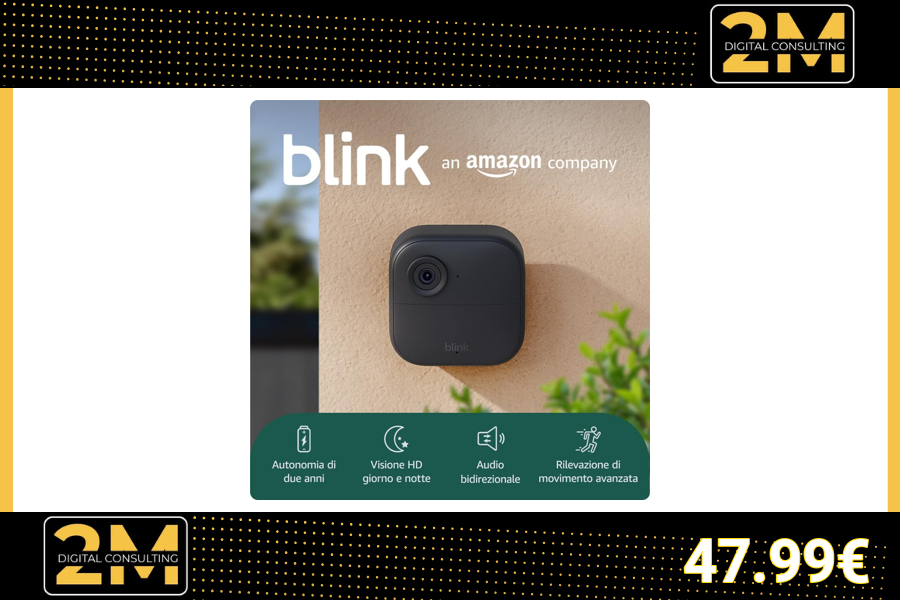 2M
DIGITAL CONSULTING
blink an amazon company
blink
Autonomia di
due anni
Visione HD
giorno e notte
Audio
bidirezionale
Rilevazione di
movimento avanzata
2M
DIGITAL CONSULTING
47.99€